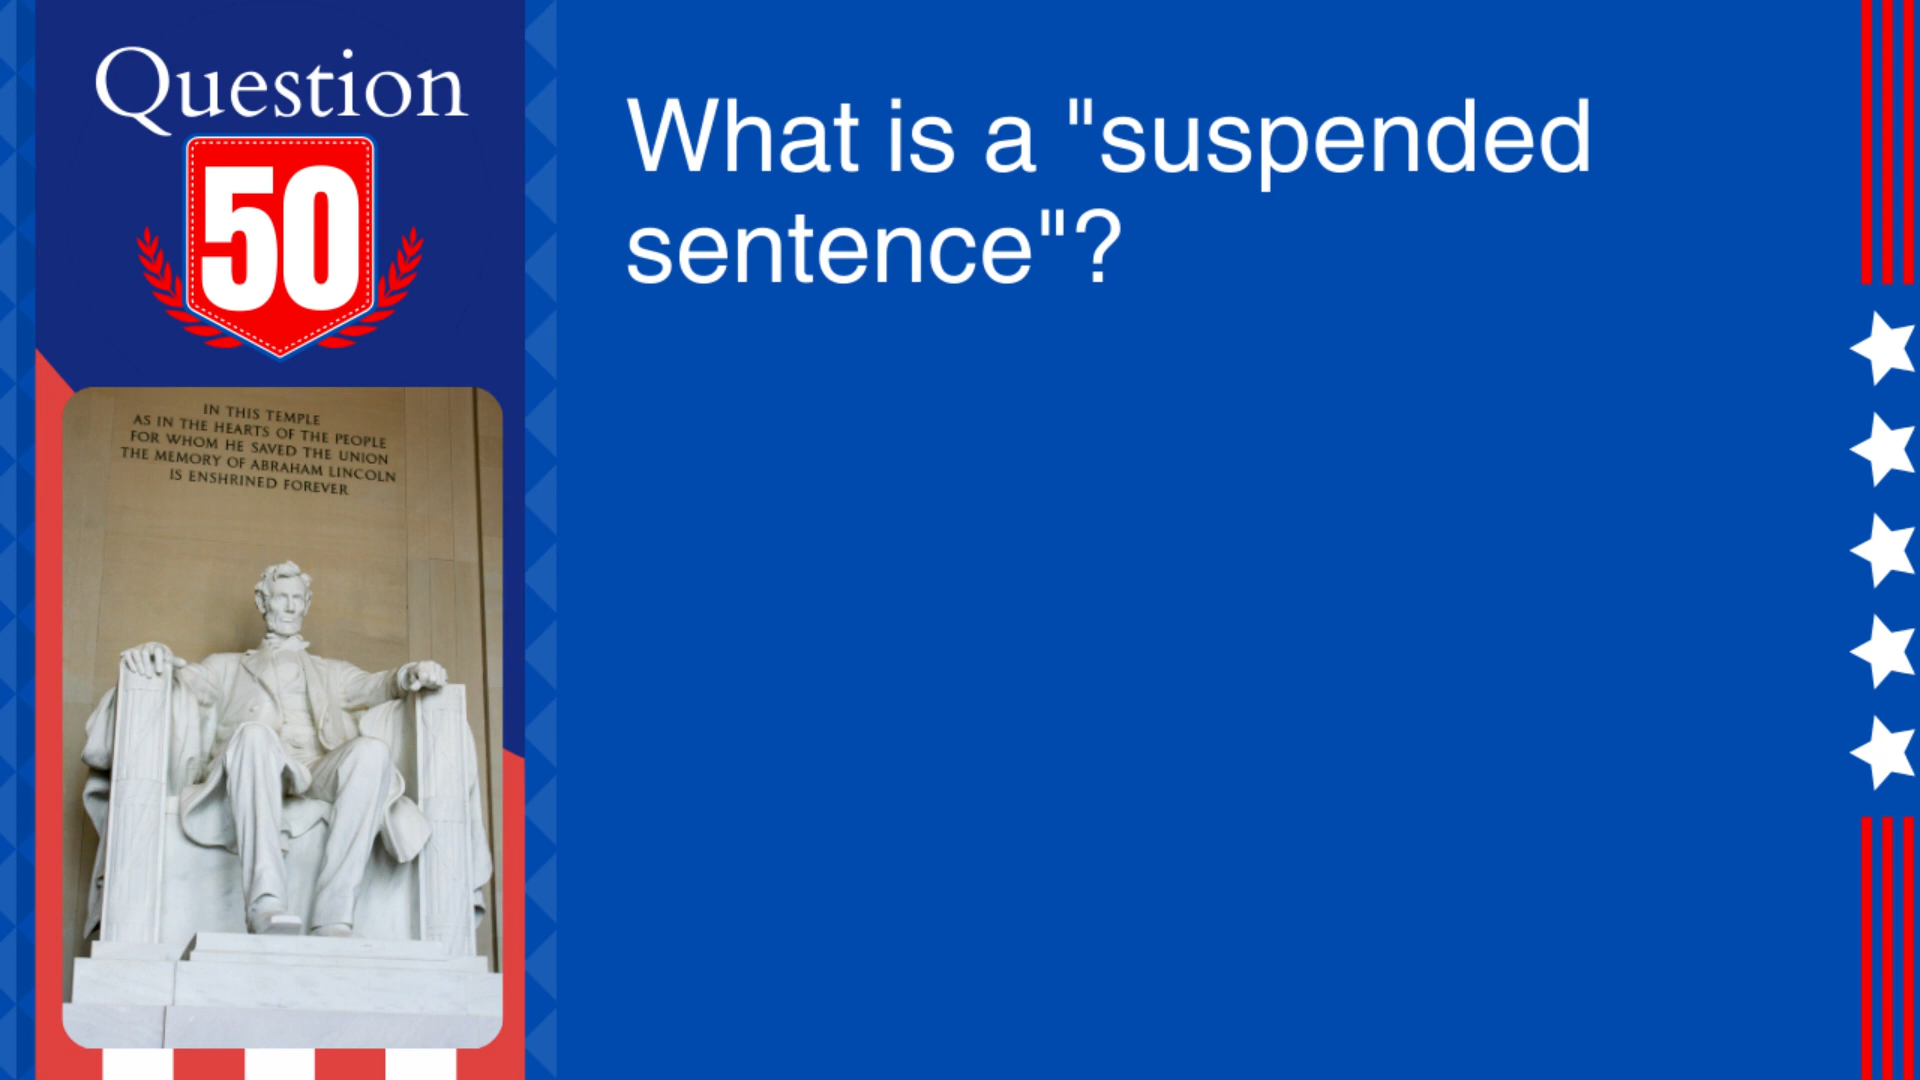 Question
50
IN THIS TEMPLE
AS IN THE HEARTS OF THE PEOPLE
FOR WHOM HE SAVED THE UNION
THE MEMORY OF ABRAHAM LINCOLN
IS ENSHRINED FOREVER
What is a "suspended
sentence"?